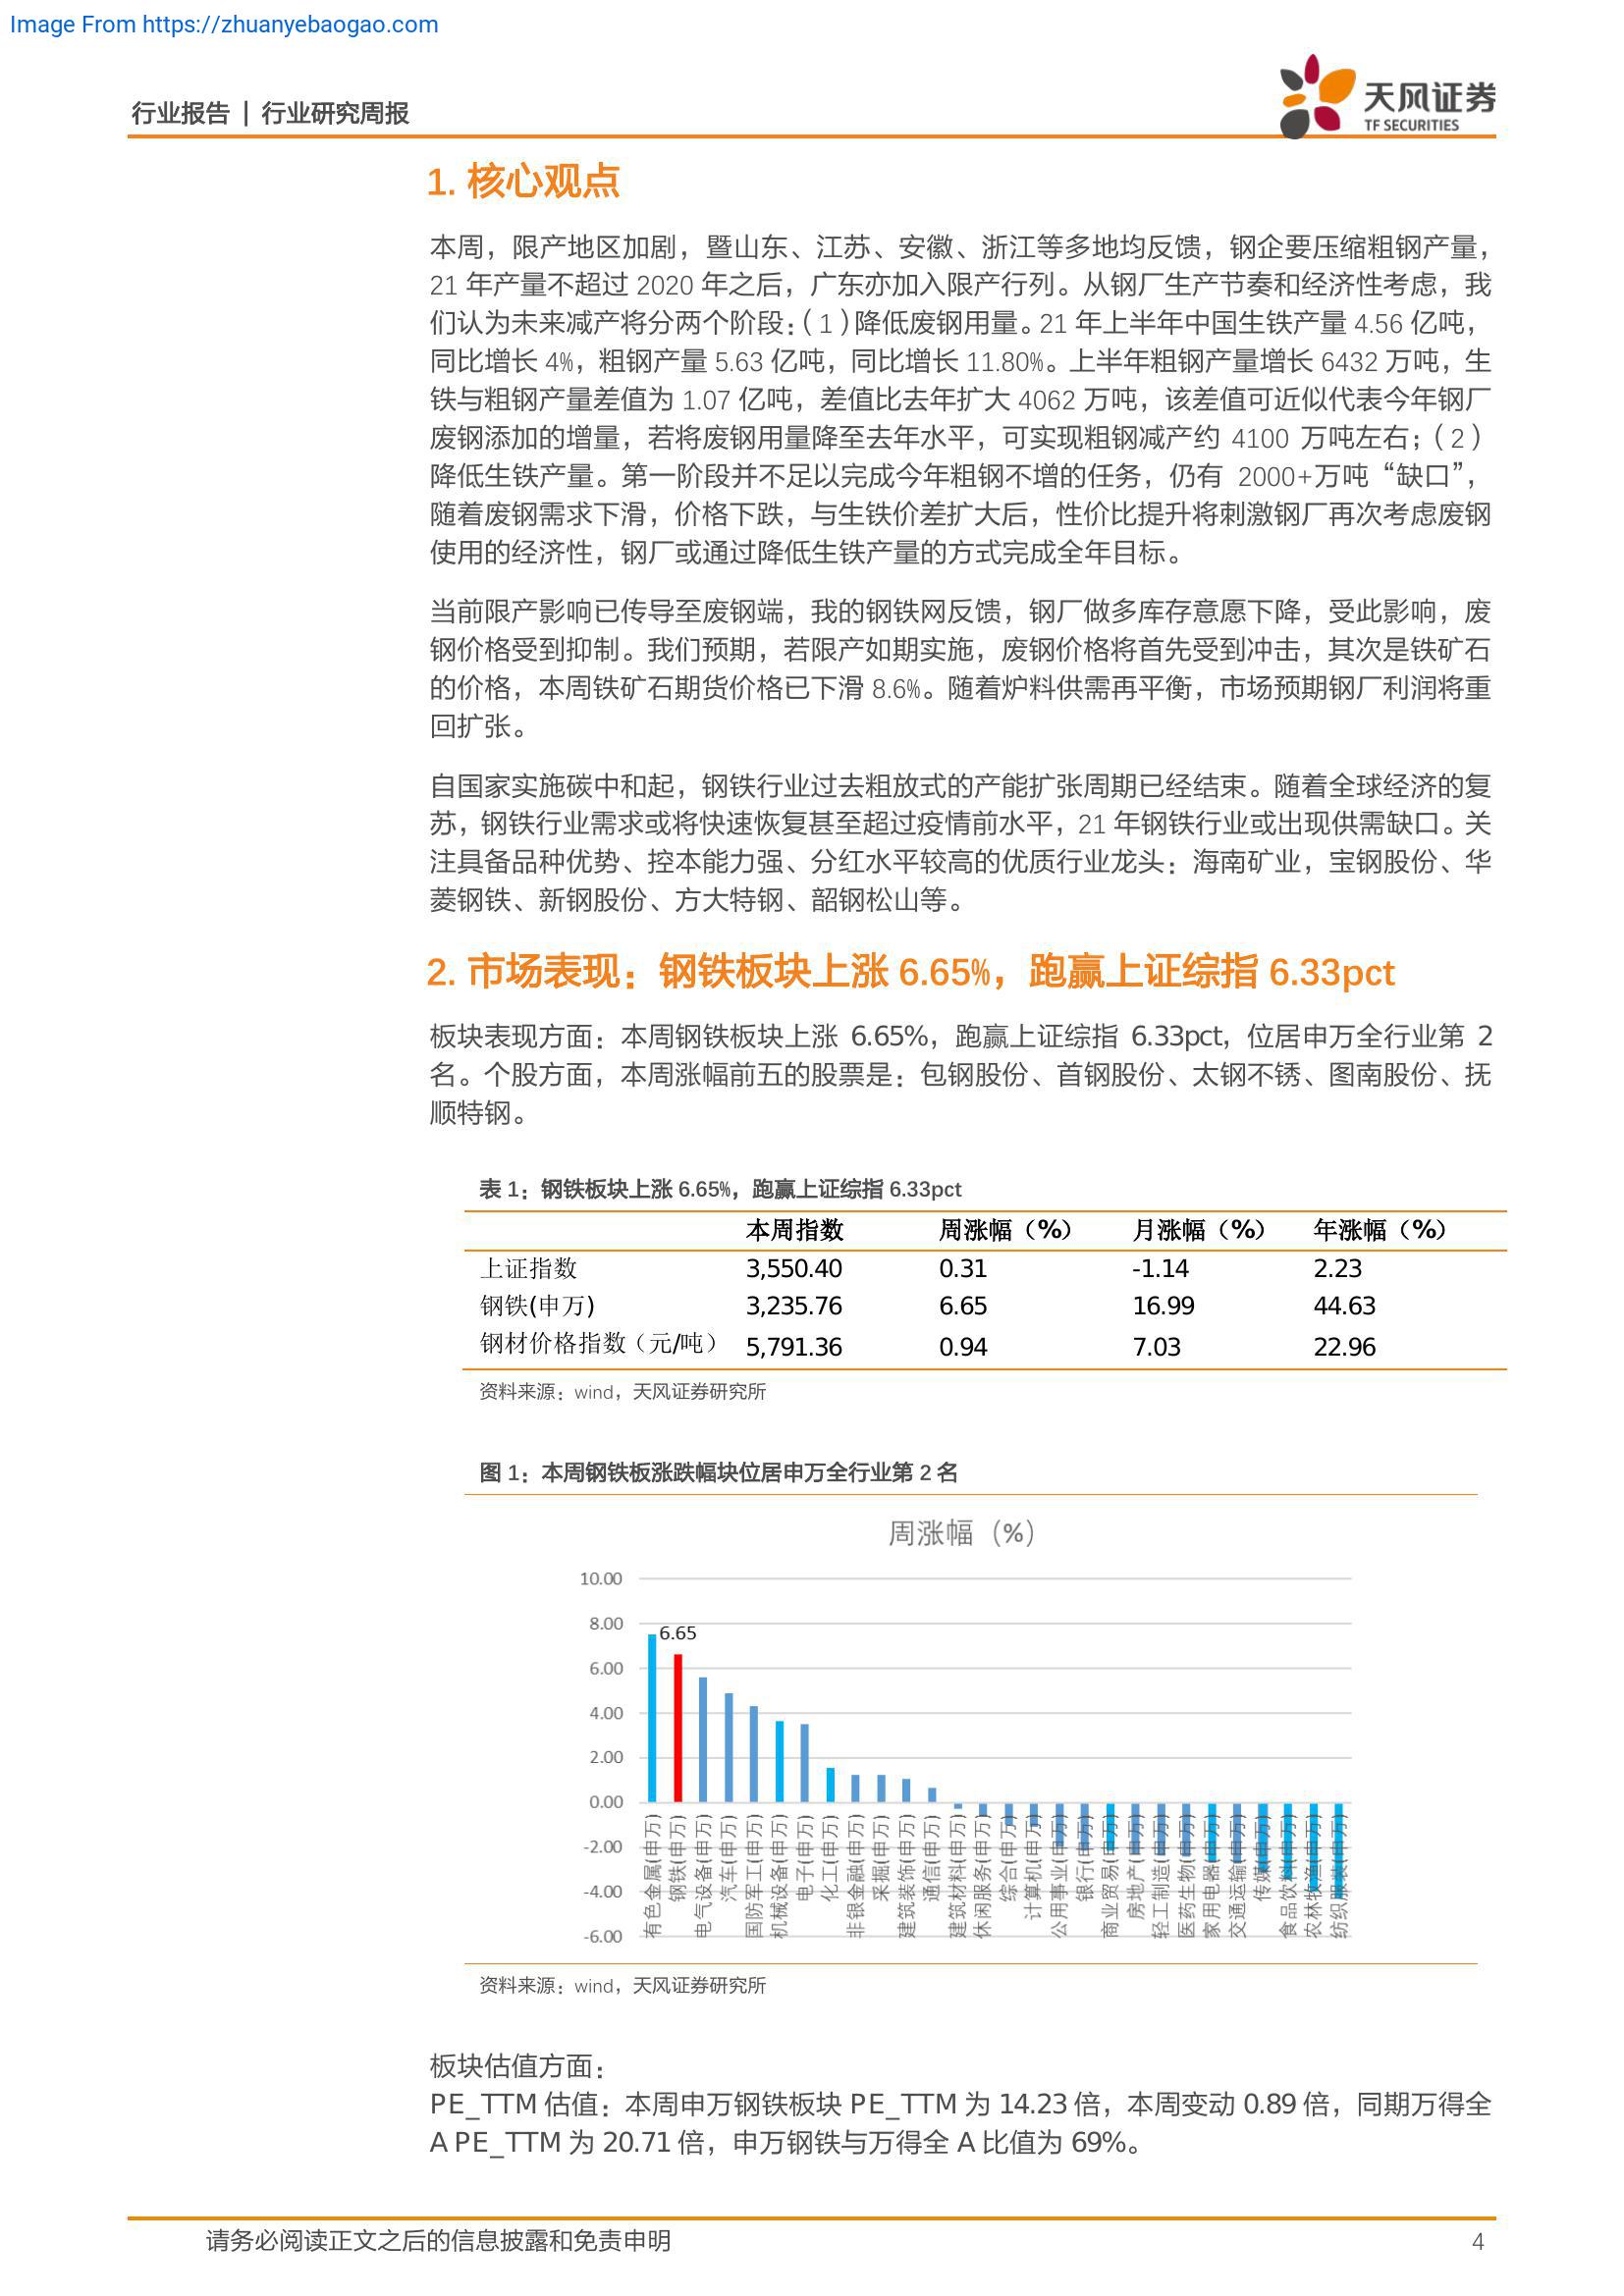 Image From https://zhuanyebaogao.com
行业报告 | 行业研究周报
天风证券
TF SECURITIES
1. 核心观点
本周，限产地区加剧，暨山东、江苏、安徽、浙江等多地均反馈，钢企要压缩粗钢产量，
21 年产量不超过 2020 年之后，广东亦加入限产行列。从钢厂生产节奏和经济性考虑，我
们认为未来减产将分两个阶段：（1）降低废钢用量。21 年上半年中国生铁产量 4.56 亿吨，
同比增长 4%，粗钢产量 5.63 亿吨，同比增长 11.80%。上半年粗钢产量增长 6432 万吨，生
铁与粗钢产量差值为 1.07 亿吨，差值比去年扩大 4062 万吨，该差值可近似代表今年钢厂
废钢添加的增量，若将废钢用量降至去年水平，可实现粗钢减产约 4100 万吨左右；（2）
降低生铁产量。第一阶段并不足以完成今年粗钢不增的任务，仍有 2000+万吨“缺口”，
随着废钢需求下滑，价格下跌，与生铁价差扩大后，性价比提升将刺激钢厂再次考虑废钢
使用的经济性，钢厂或通过降低生铁产量的方式完成全年目标。
当前限产影响已传导至废钢端，我的钢铁网反馈，钢厂做多库存意愿下降，受此影响，废
钢价格受到抑制。我们预期，若限产如期实施，废钢价格将首先受到冲击，其次是铁矿石
的价格，本周铁矿石期货价格已下滑 8.6%。随着炉料供需再平衡，市场预期钢厂利润将重
回扩张。
自国家实施碳中和起，钢铁行业过去粗放式的产能扩张周期已经结束。随着全球经济的复
苏，钢铁行业需求或将快速恢复甚至超过疫情前水平，21 年钢铁行业或出现供需缺口。关
注具备品种优势、控本能力强、分红水平较高的优质行业龙头：海南矿业，宝钢股份、华
菱钢铁、新钢股份、方大特钢、韶钢松山等。
2. 市场表现：钢铁板块上涨 6.65%，跑赢上证综指 6.33pct
板块表现方面：本周钢铁板块上涨 6.65%，跑赢上证综指 6.33pct，位居申万全行业第 2
名。个股方面，本周涨幅前五的股票是：包钢股份、首钢股份、太钢不锈、图南股份、抚
顺特钢。
表 1：钢铁板块上涨 6.65%，跑赢上证综指 6.33pct
本周指数 周涨幅（%） 月涨幅（%） 年涨幅（%）
上证指数 3,550.40 0.31 -1.14 2.23
钢铁(申万) 3,235.76 6.65 16.99 44.63
钢材价格指数（元/吨） 5,791.36 0.94 7.03 22.96
资料来源：wind，天风证券研究所
图 1：本周钢铁板涨跌幅块位居申万全行业第 2 名
周涨幅（%）
10.00
8.00
6.65
6.00
4.00
2.00
0.00
-2.00
-4.00
-6.00
有色金属(申万)
钢铁(申万)
电气设备(申万)
汽车(申万)
国防军工(申万)
机械设备(申万)
电子(申万)
化工(申万)
非银金融(申万)
采掘(申万)
建筑装饰(申万)
通信(申万)
建筑材料(申万)
休闲服务(申万)
综合(申万)
计算机(申万)
公用事业(申万)
银行(申万)
商业贸易(申万)
房地产(申万)
轻工制造(申万)
医药生物(申万)
家用电器(申万)
交通运输(申万)
传媒(申万)
食品饮料(申万)
农林牧渔(申万)
纺织服装(申万)
资料来源：wind，天风证券研究所
板块估值方面：
PE_TTM 估值：本周申万钢铁板块 PE_TTM 为 14.23 倍，本周变动 0.89 倍，同期万得全
A PE_TTM 为 20.71 倍，申万钢铁与万得全 A 比值为 69%。
请务必阅读正文之后的信息披露和免责申明 4